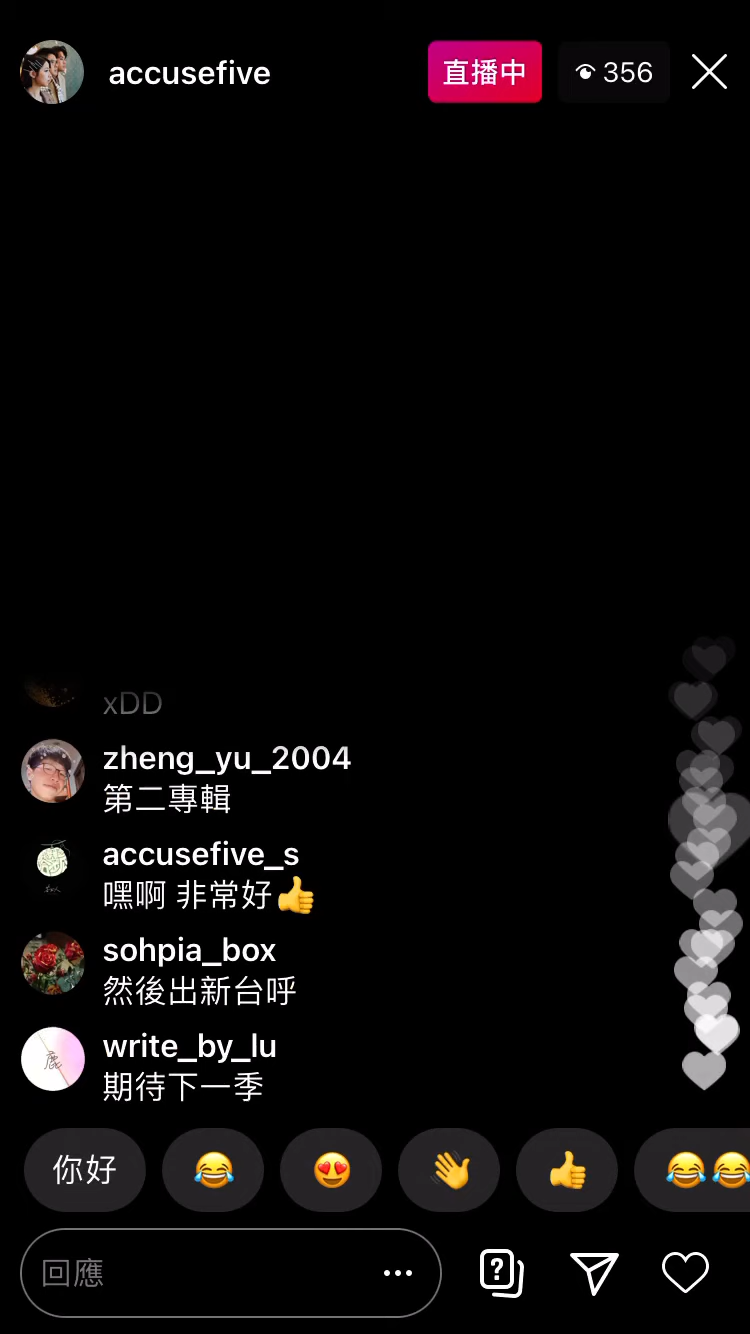 accusefive
直播中
356
xDD
zheng_yu_2004
第二專輯
accusefive_s
嘿啊 非常好👍
sohpia_box
然後出新台呼
write_by_lu
期待下一季
你好 😂 😍 👋 👍 😂😂
回應